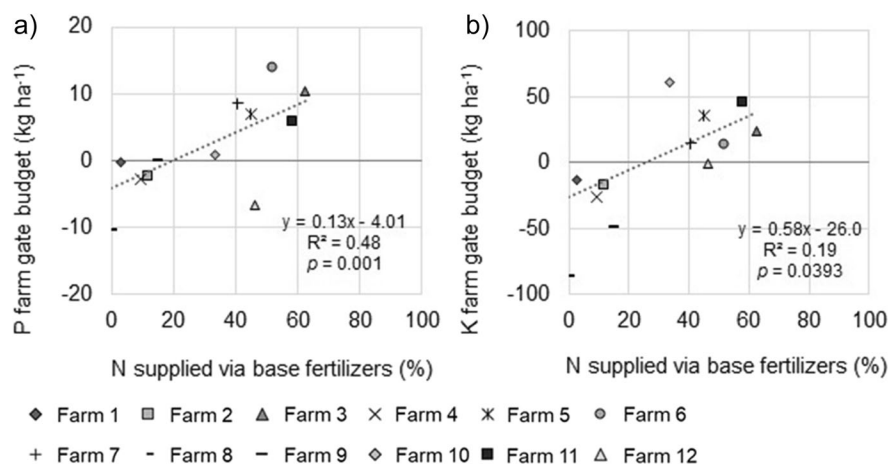 a)
P farm gate budget (kg ha⁻¹)
20
10
0
-10
-20
y = 0.13x - 4.01
R² = 0.48
p = 0.001
0 20 40 60 80 100
N supplied via base fertilizers (%)
b)
K farm gate budget (kg ha⁻¹)
100
50
0
-50
-100
y = 0.58x - 26.0
R² = 0.19
p = 0.0393
0 20 40 60 80 100
N supplied via base fertilizers (%)
Farm 1 Farm 2 Farm 3 Farm 4 Farm 5 Farm 6
Farm 7 Farm 8 Farm 9 Farm 10 Farm 11 Farm 12